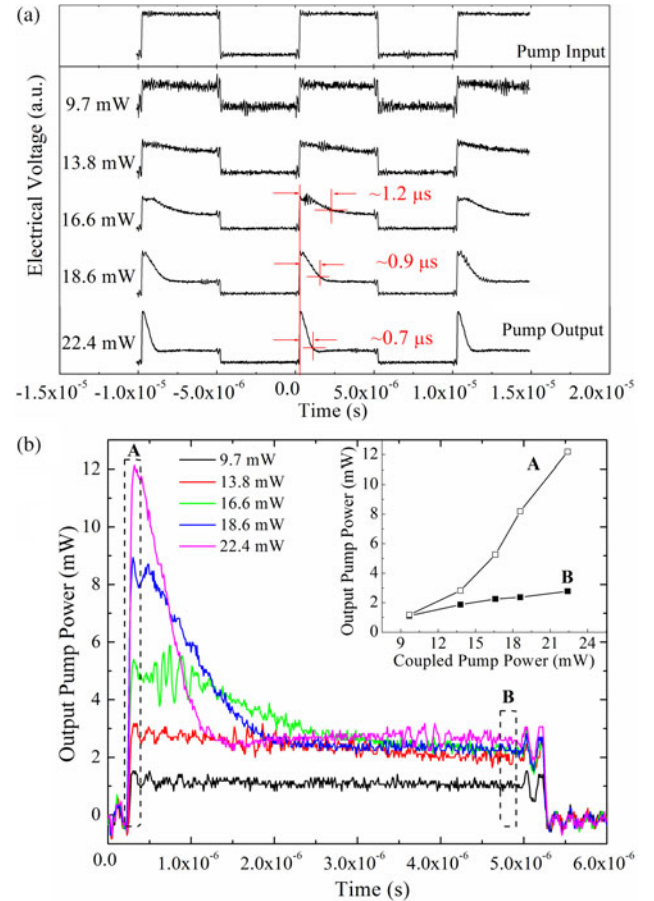 (a)
Pump Input
Electrical Voltage (a.u.)
9.7 mW
13.8 mW
16.6 mW
~1.2 μs
18.6 mW
~0.9 μs
22.4 mW
~0.7 μs
Pump Output
-1.5x10⁻⁵ -1.0x10⁻⁵ -5.0x10⁻⁶ 0.0 5.0x10⁻⁶ 1.0x10⁻⁵ 1.5x10⁻⁵ 2.0x10⁻⁵
Time (s)
(b)
A
9.7 mW
13.8 mW
16.6 mW
18.6 mW
22.4 mW
Output Pump Power (mW)
12
10
8
6
4
2
0
Output Pump Power (mW)
12
10
8
6
4
2
0
A
B
9 12 15 18 21 24
Coupled Pump Power (mW)
B
0.0 1.0x10⁻⁶ 2.0x10⁻⁶ 3.0x10⁻⁶ 4.0x10⁻⁶ 5.0x10⁻⁶ 6.0x10⁻⁶
Time (s)